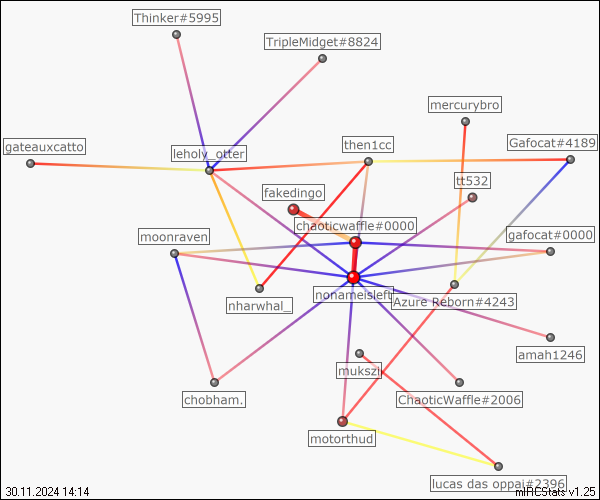 Thinker#5995
TripleMidget#8824
mercurybro
gateauxcatto
leholy_otter
then1cc
Gafocat#4189
tt532
fakedingo
chaoticwaffle#0000
moonraven
gafocat#0000
nharwhal_
nonameisleft
Azure Reborn#4243
amah1246
mukszi
chobham.
ChaoticWaffle#2006
motorthud
lucas das oppai#2396
30.11.2024 14:14
mIRCStats v1.25